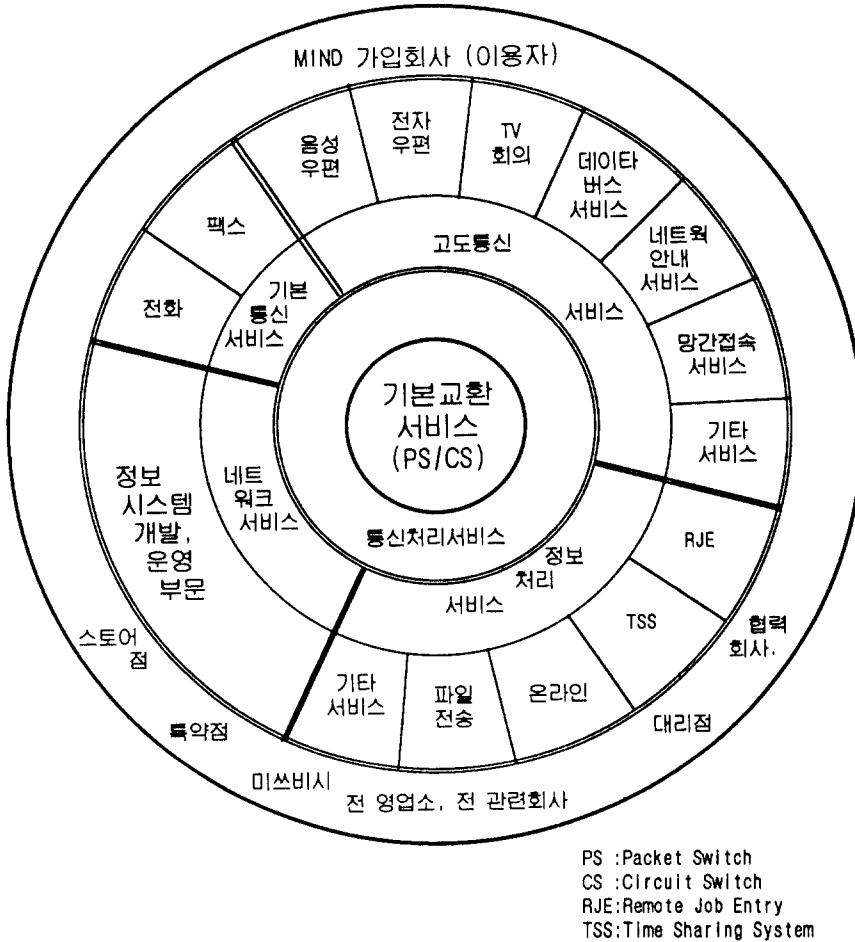 MIND 가입회사 (이용자)
음성
우편
전자
우편
TV
회의
데이타
버스
서비스
네트웍
안내
서비스
망간접속
서비스
기타
서비스
팩스
전화
고도통신
서비스
기본
통신
서비스
기본교환
서비스
(PS/CS)
통신처리서비스
네트
워크
서비스
정보
시스템
개발,
운영
부문
정보
처리
서비스
RJE
TSS
온라인
파일
전송
기타
서비스
스토어
점
특약점
미쓰비시
전 영업소, 전 관련회사
대리점
협력
회사.
PS :Packet Switch
CS :Circuit Switch
RJE:Remote Job Entry
TSS:Time Sharing System